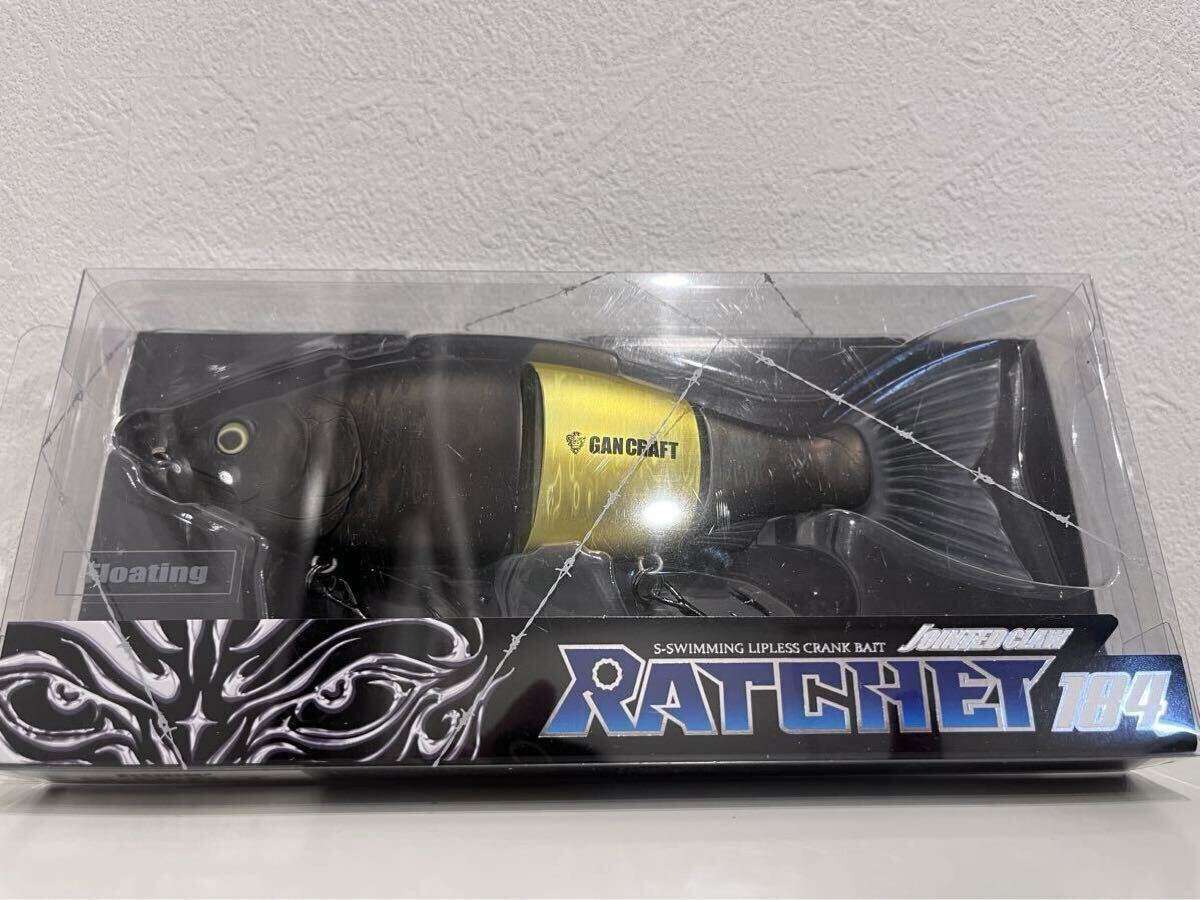 GAN CRAFT
Floating
S-SWIMMING LIPLESS CRANK BAIT
JOINTED CLAW
RATCHET 184